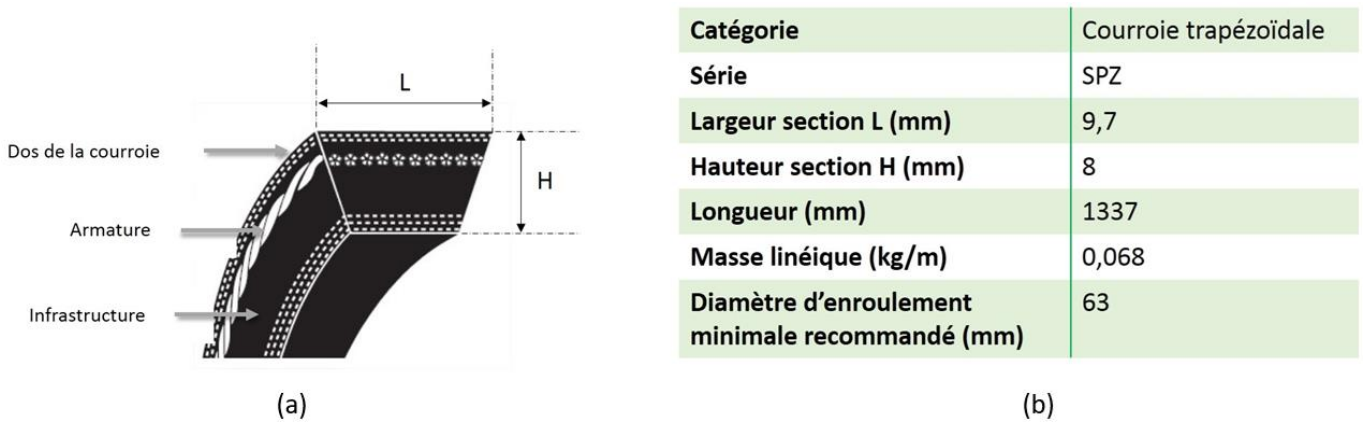 L
Dos de la courroie
H
Armature
Infrastructure
(a)
Catégorie Courroie trapézoïdale
Série SPZ
Largeur section L (mm) 9,7
Hauteur section H (mm) 8
Longueur (mm) 1337
Masse linéique (kg/m) 0,068
Diamètre d’enroulement 63
minimale recommandé (mm)
(b)